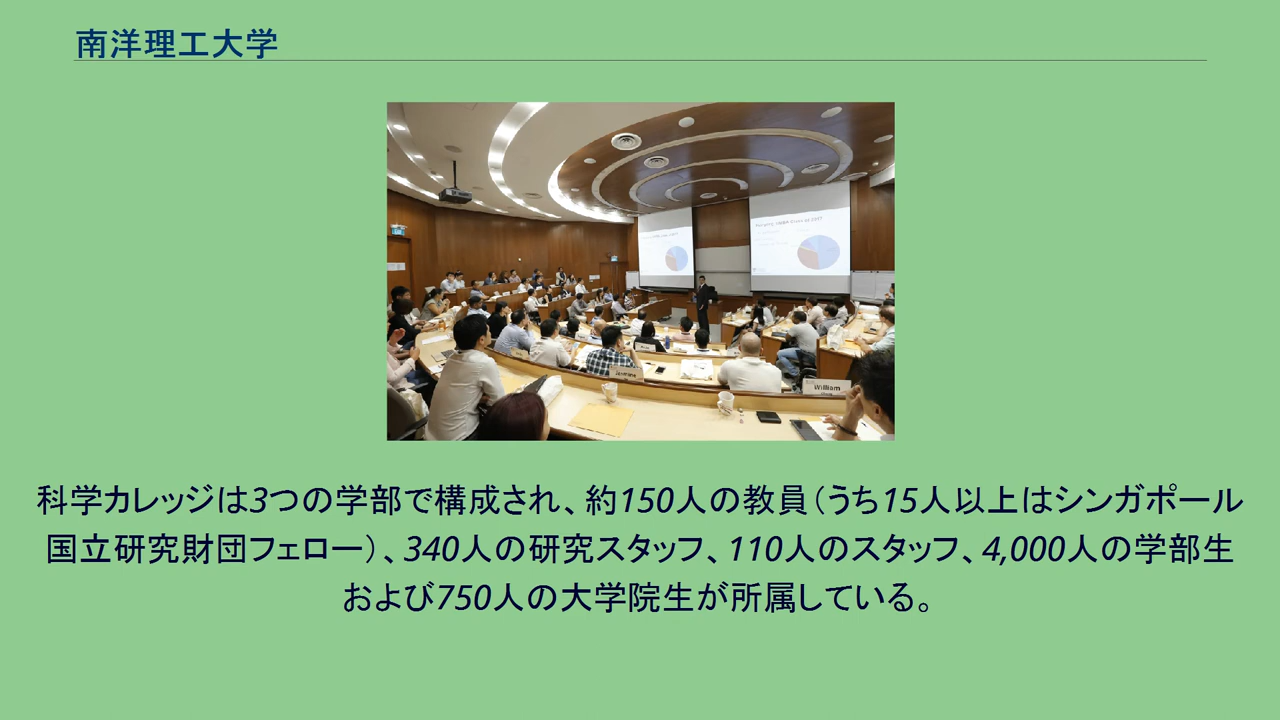 南洋理工大学
William
科学カレッジは3つの学部で構成され、約150人の教員（うち15人以上はシンガポール
国立研究財団フェロー）、340人の研究スタッフ、110人のスタッフ、4,000人の学部生
および750人の大学院生が所属している。